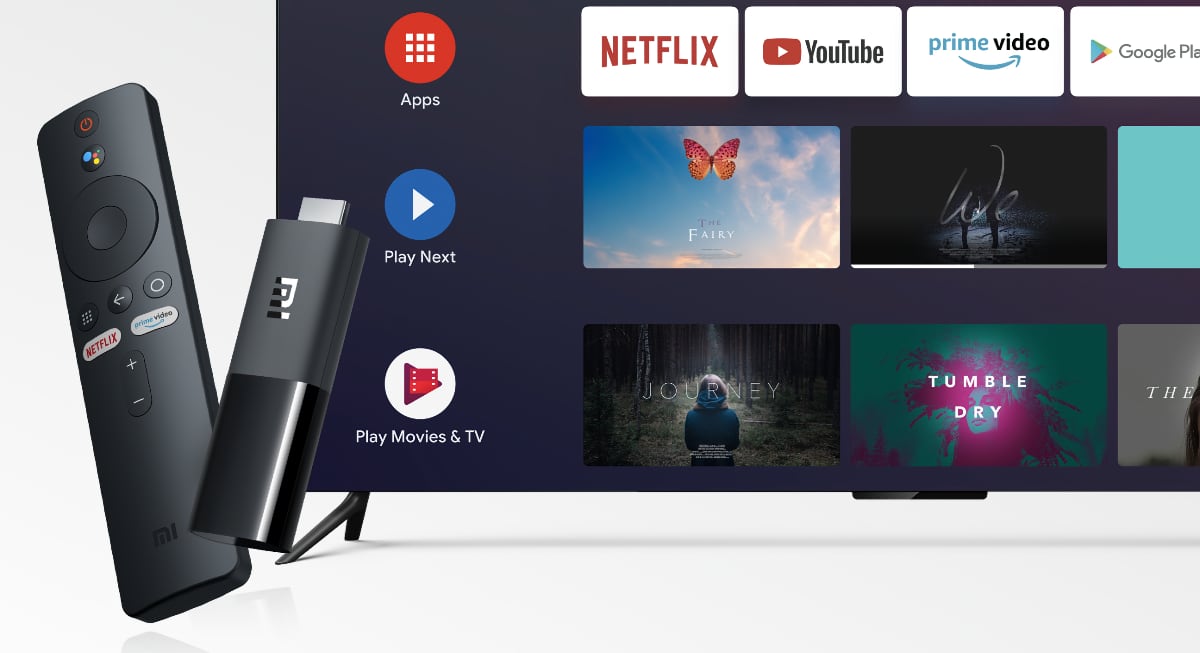 Apps
NETFLIX
YouTube
prime video
Google Pla
Play Next
THE
FAIRY
We
Play Movies & TV
JOURNEY
TUMBLE
DRY
THE
NETFLIX
prime video
mi
mi